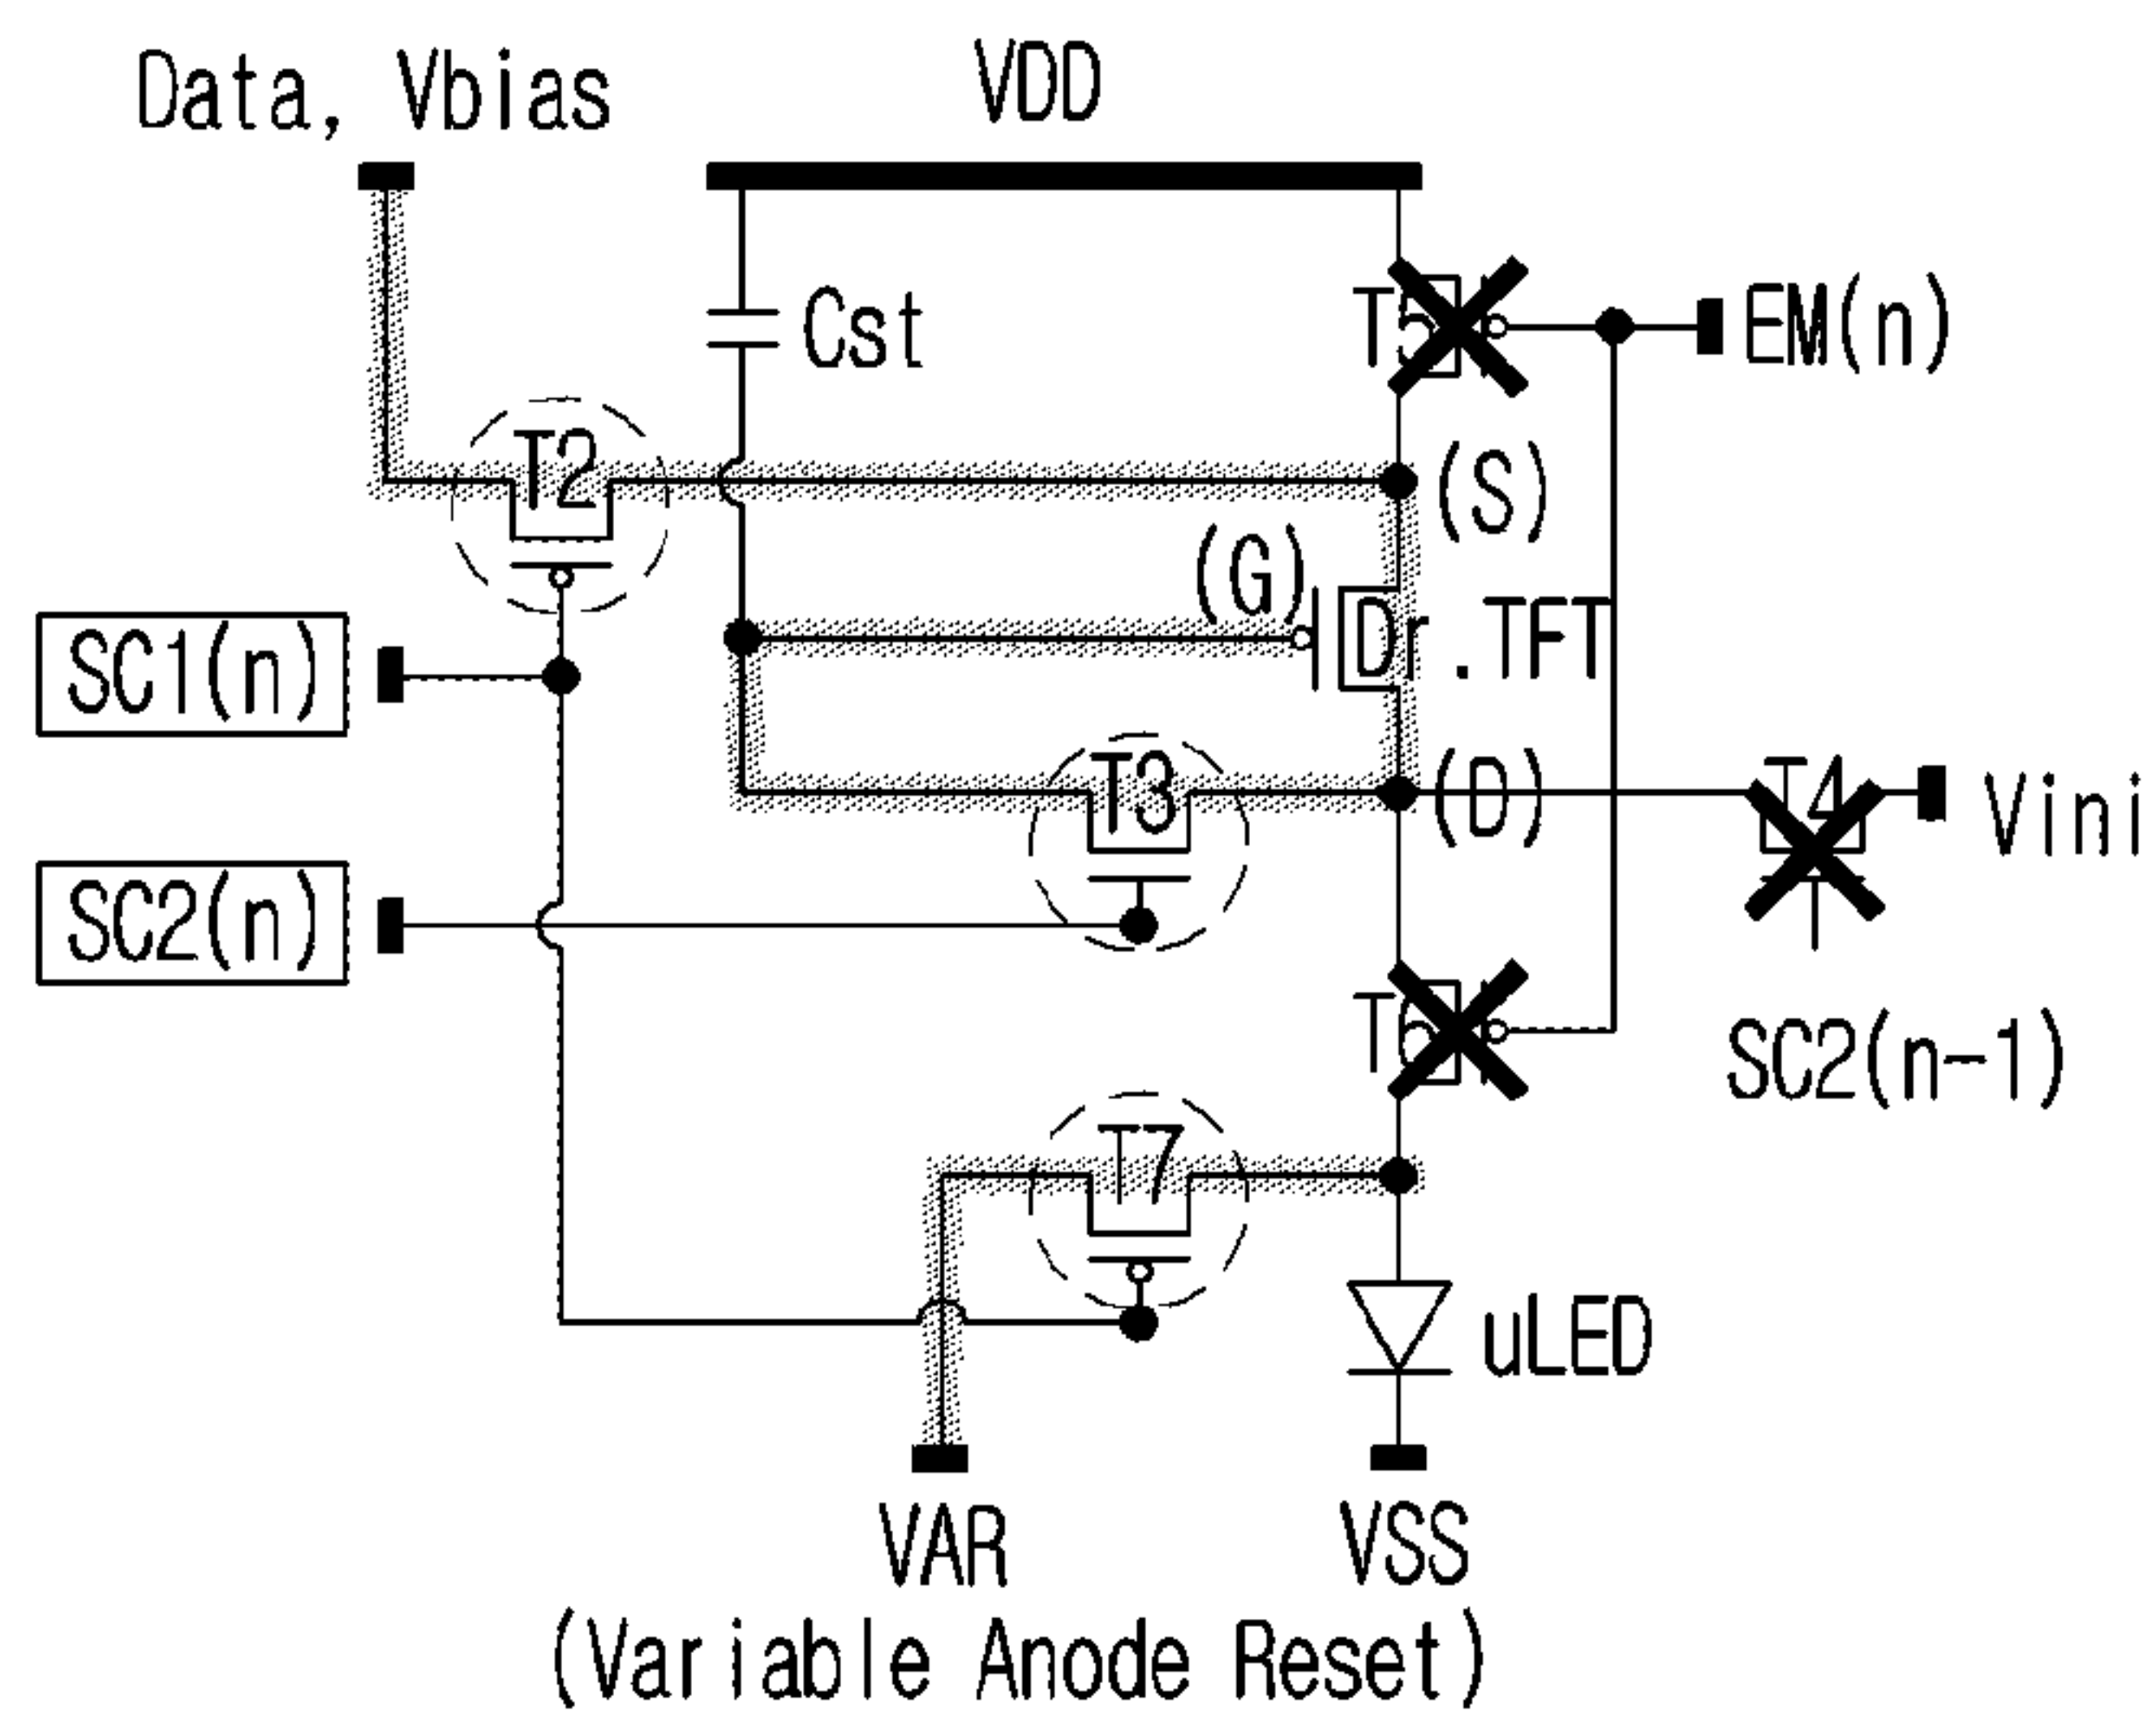 Data, Vbias
VDD
Cst
T5
EM(n)
T2
(S)
(G)
Dr.TFT
SC1(n)
T3
(D)
T4
Vini
SC2(n)
T6
SC2(n-1)
T7
uLED
VAR
VSS
(Variable Anode Reset)